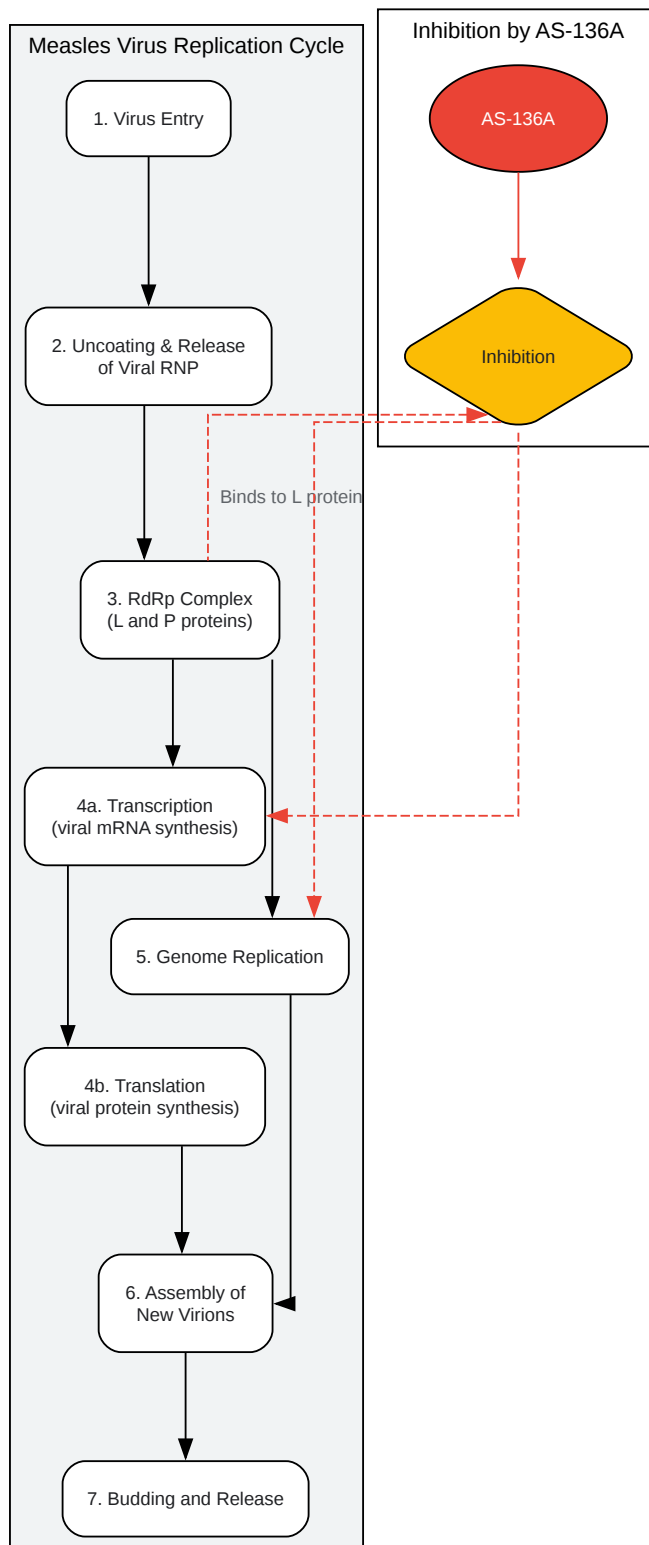 Measles Virus Replication Cycle
1. Virus Entry
2. Uncoating & Release
of Viral RNP
Binds to L protein
3. RdRp Complex
(L and P proteins)
4a. Transcription
(viral mRNA synthesis)
5. Genome Replication
4b. Translation
(viral protein synthesis)
6. Assembly of
New Virions
7. Budding and Release
Inhibition by AS-136A
AS-136A
Inhibition